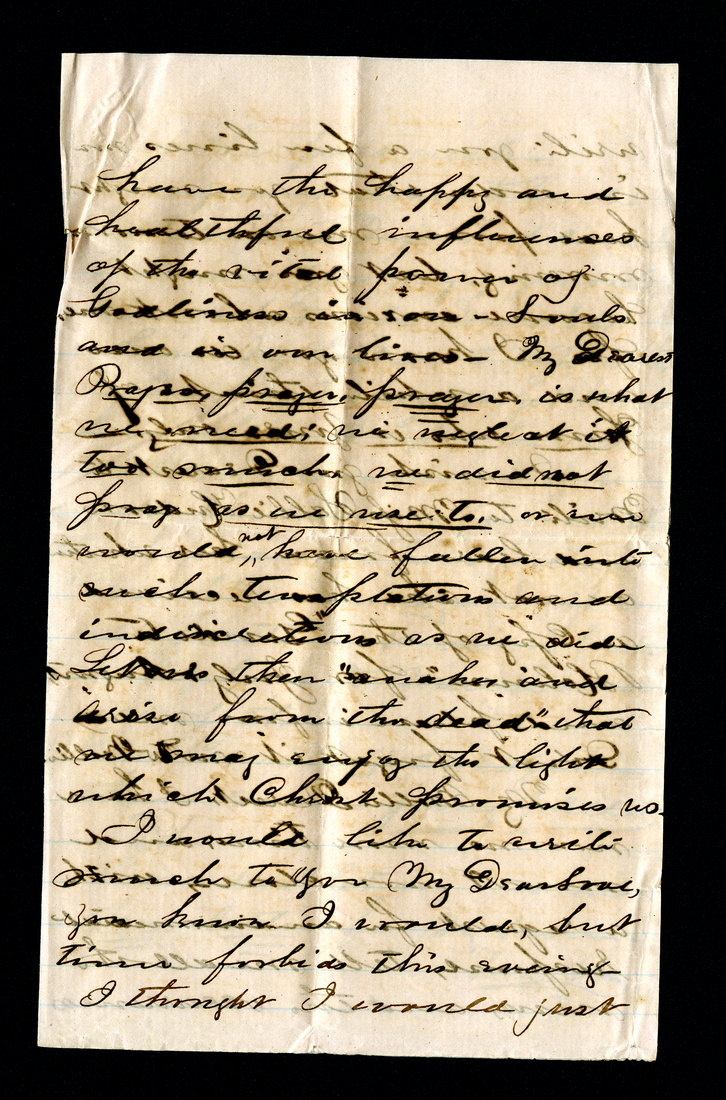 have the happy and
healthful influences
of the vital power of
Godliness in our Souls
and in our lives - My Dearest
prayer, prayer, is what
we need; we neglect it
too much. we did not
pray as we use to, or we
would not have fallen into
such temptations and
indiscretions as we did -
Let us then "awake and
arise from the dead" that
we may enjoy the light
which Christ promises us -
I would like to write
much to you My Dear Love,
you know I would, but
time forbids this evening -
I thought I would just